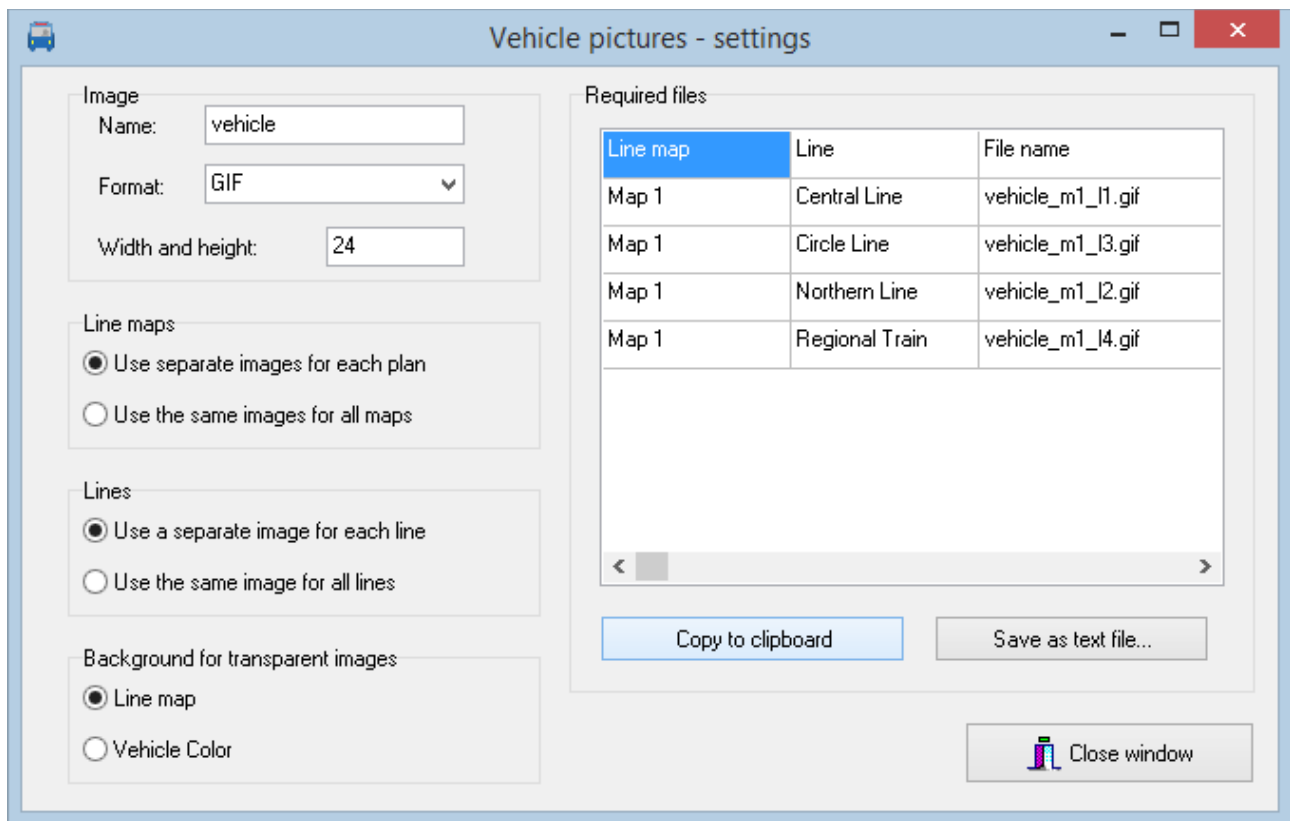 Vehicle pictures - settings
Image
Name: vehicle
Format: GIF
Width and height: 24
Line maps
Use separate images for each plan
Use the same images for all maps
Lines
Use a separate image for each line
Use the same image for all lines
Background for transparent images
Line map
Vehicle Color
Required files
Line map Line File name
Map 1 Central Line vehicle_m1_l1.gif
Map 1 Circle Line vehicle_m1_l3.gif
Map 1 Northern Line vehicle_m1_l2.gif
Map 1 Regional Train vehicle_m1_l4.gif
Copy to clipboard Save as text file...
Close window